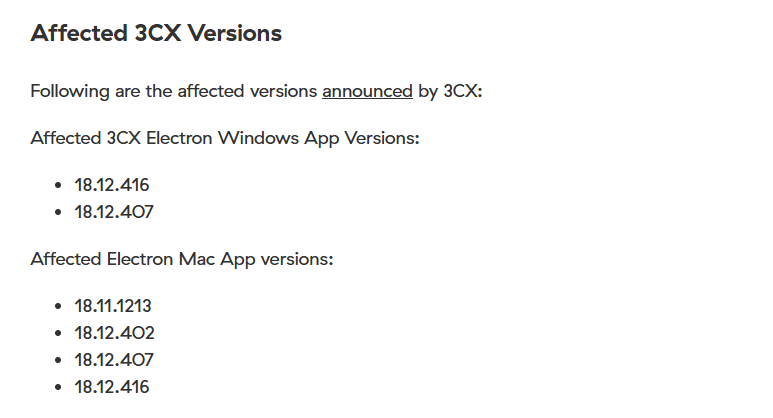 Affected 3CX Versions
Following are the affected versions announced by 3CX:
Affected 3CX Electron Windows App Versions:
• 18.12.416
• 18.12.407
Affected Electron Mac App versions:
• 18.11.1213
• 18.12.402
• 18.12.407
• 18.12.416